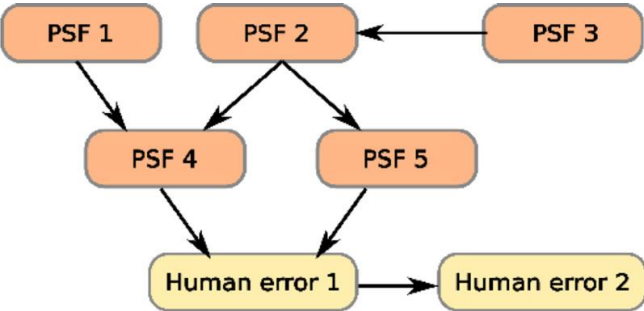 PSF 1
PSF 2
PSF 3
PSF 4
PSF 5
Human error 1
Human error 2